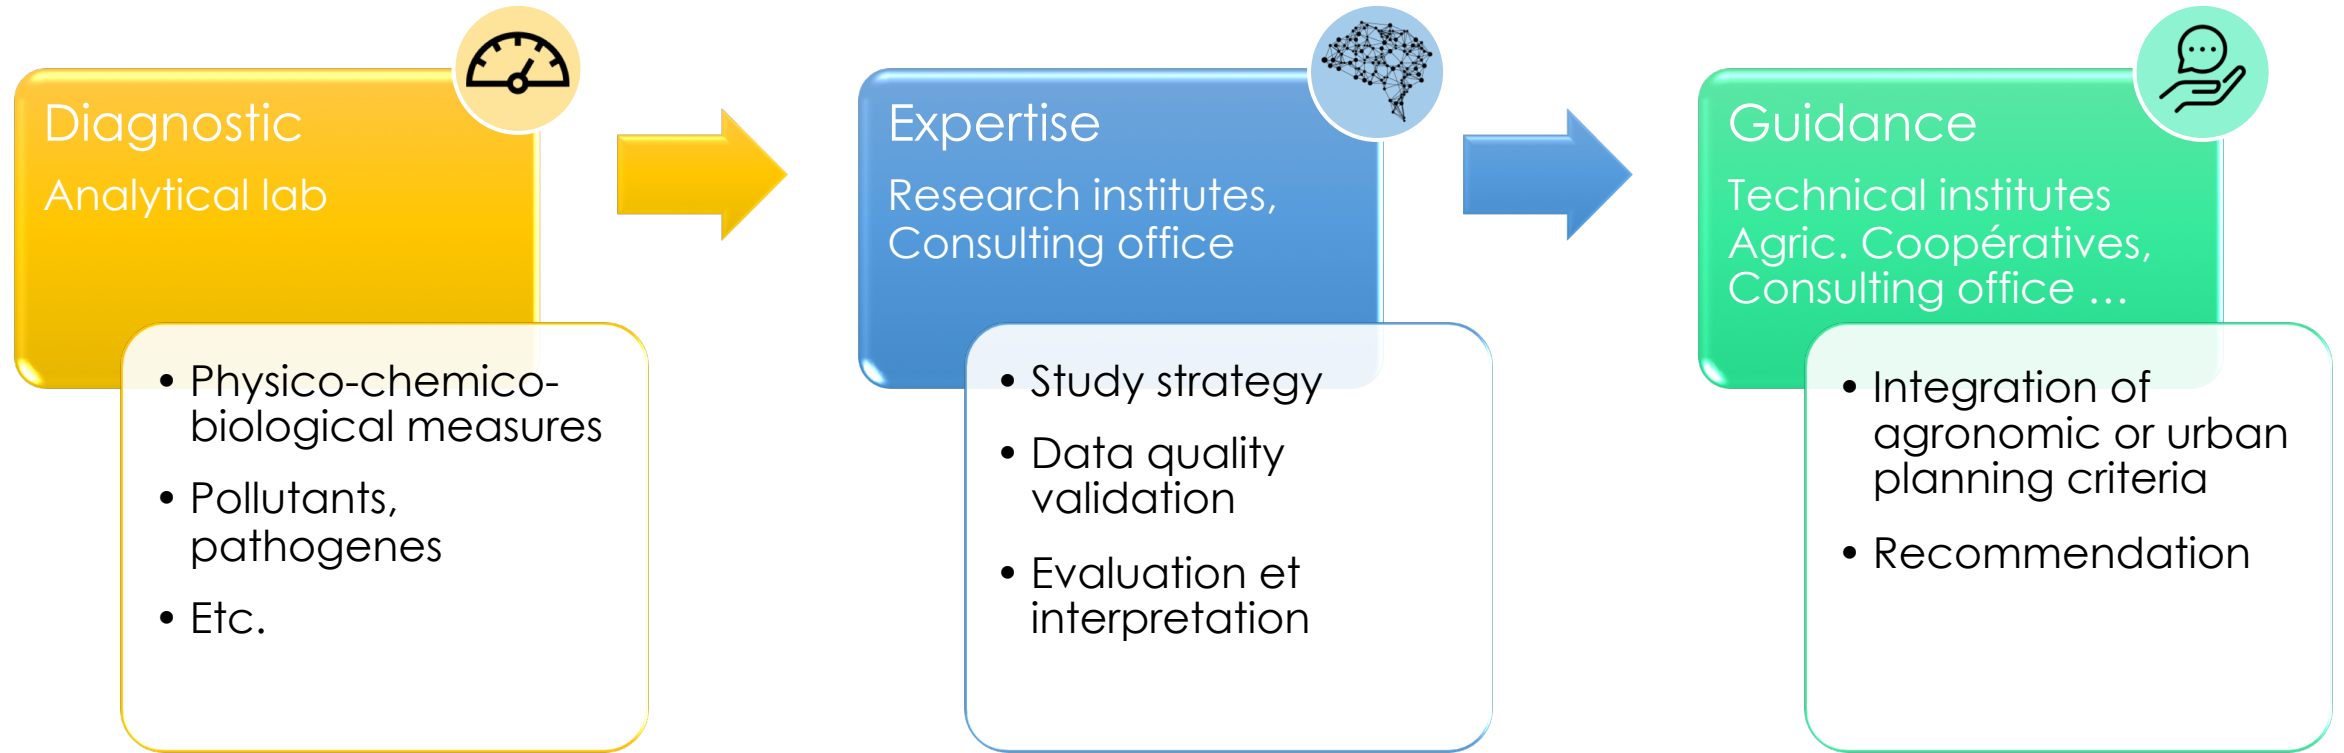 Diagnostic
Analytical lab
• Physico-chemico-
biological measures
• Pollutants,
pathogenes
• Etc.
Expertise
Research institutes,
Consulting office
• Study strategy
• Data quality
validation
• Evaluation et
interpretation
Guidance
Technical institutes
Agric. Coopératives,
Consulting office ...
• Integration of
agronomic or urban
planning criteria
• Recommendation